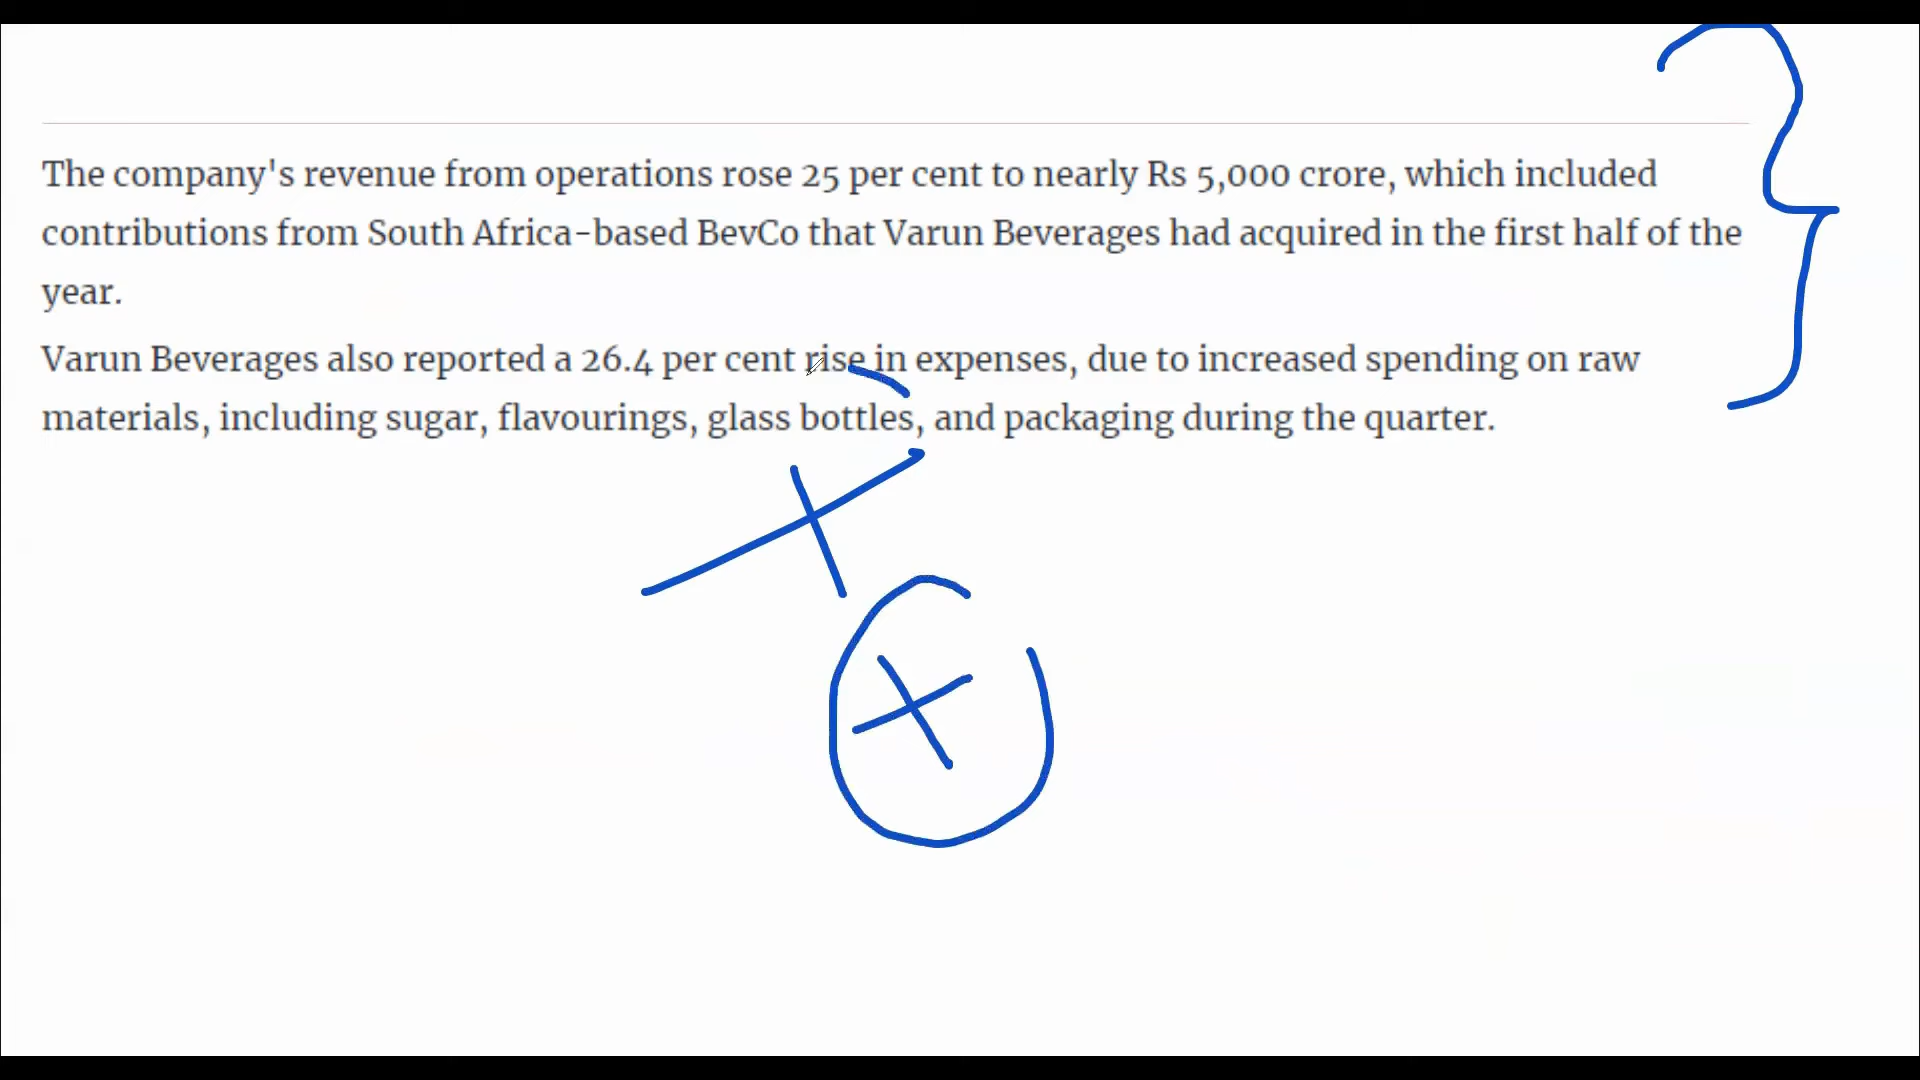 The company's revenue from operations rose 25 per cent to nearly Rs 5,000 crore, which included
contributions from South Africa-based BevCo that Varun Beverages had acquired in the first half of the
year.
Varun Beverages also reported a 26.4 per cent rise in expenses, due to increased spending on raw
materials, including sugar, flavourings, glass bottles, and packaging during the quarter.